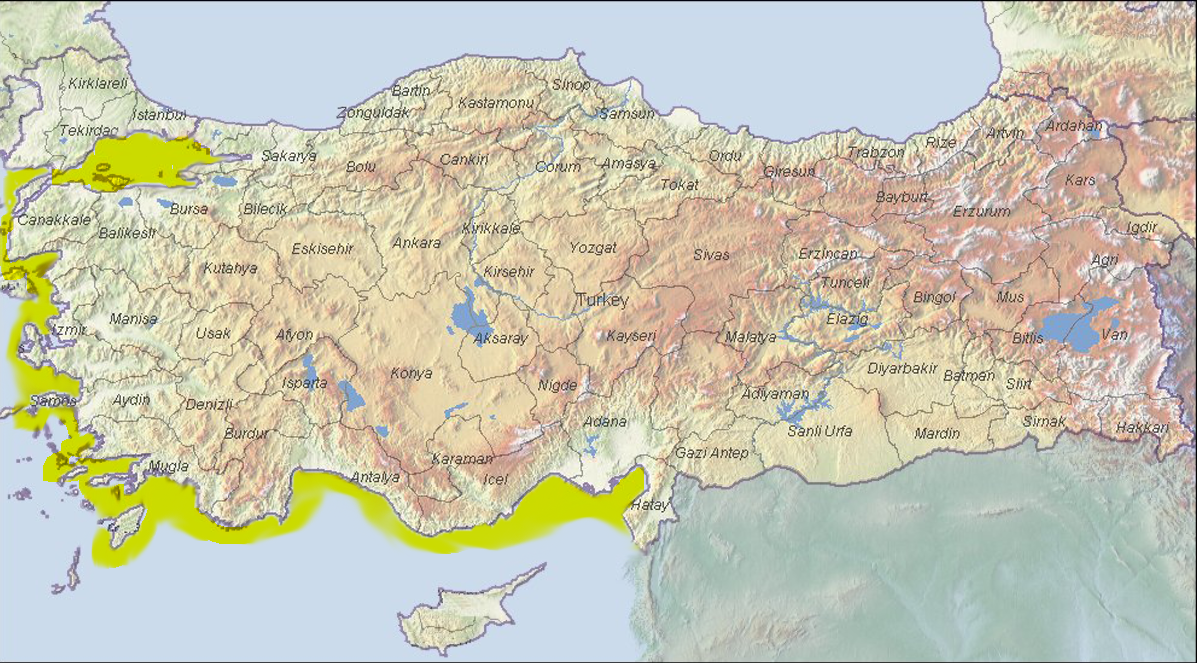 Kirklareli
Bartin
Sinop
Kastamonu
Zonguldak
Istanbul
Samsun
Tekirdag
Artvin
Ardahan
Rize
Sakarya
Bolu
Cankiri
Corum
Amasya
Ordu
Trabzon
Giresun
Tokat
Kars
Bayburt
Canakkale
Bursa
Bilecik
Erzurum
Balikesir
Kirikkale
Igdir
Ankara
Eskisehir
Yozgat
Sivas
Erzincan
Agri
Kutahya
Kirsehir
Tunceli
Turkey
Bingol
Mus
Manisa
Elazig
Izmir
Usak
Afyon
Aksaray
Kayseri
Malatya
Bitlis
Van
Konya
Diyarbakir
Batman
Isparta
Nigde
Siirt
Samos
Aydin
Denizli
Adiyaman
Adana
Burdur
Sanli Urfa
Mardin
Sirnak
Hakkari
Gazi Antep
Mugla
Karaman
Antalya
Icel
Hatay